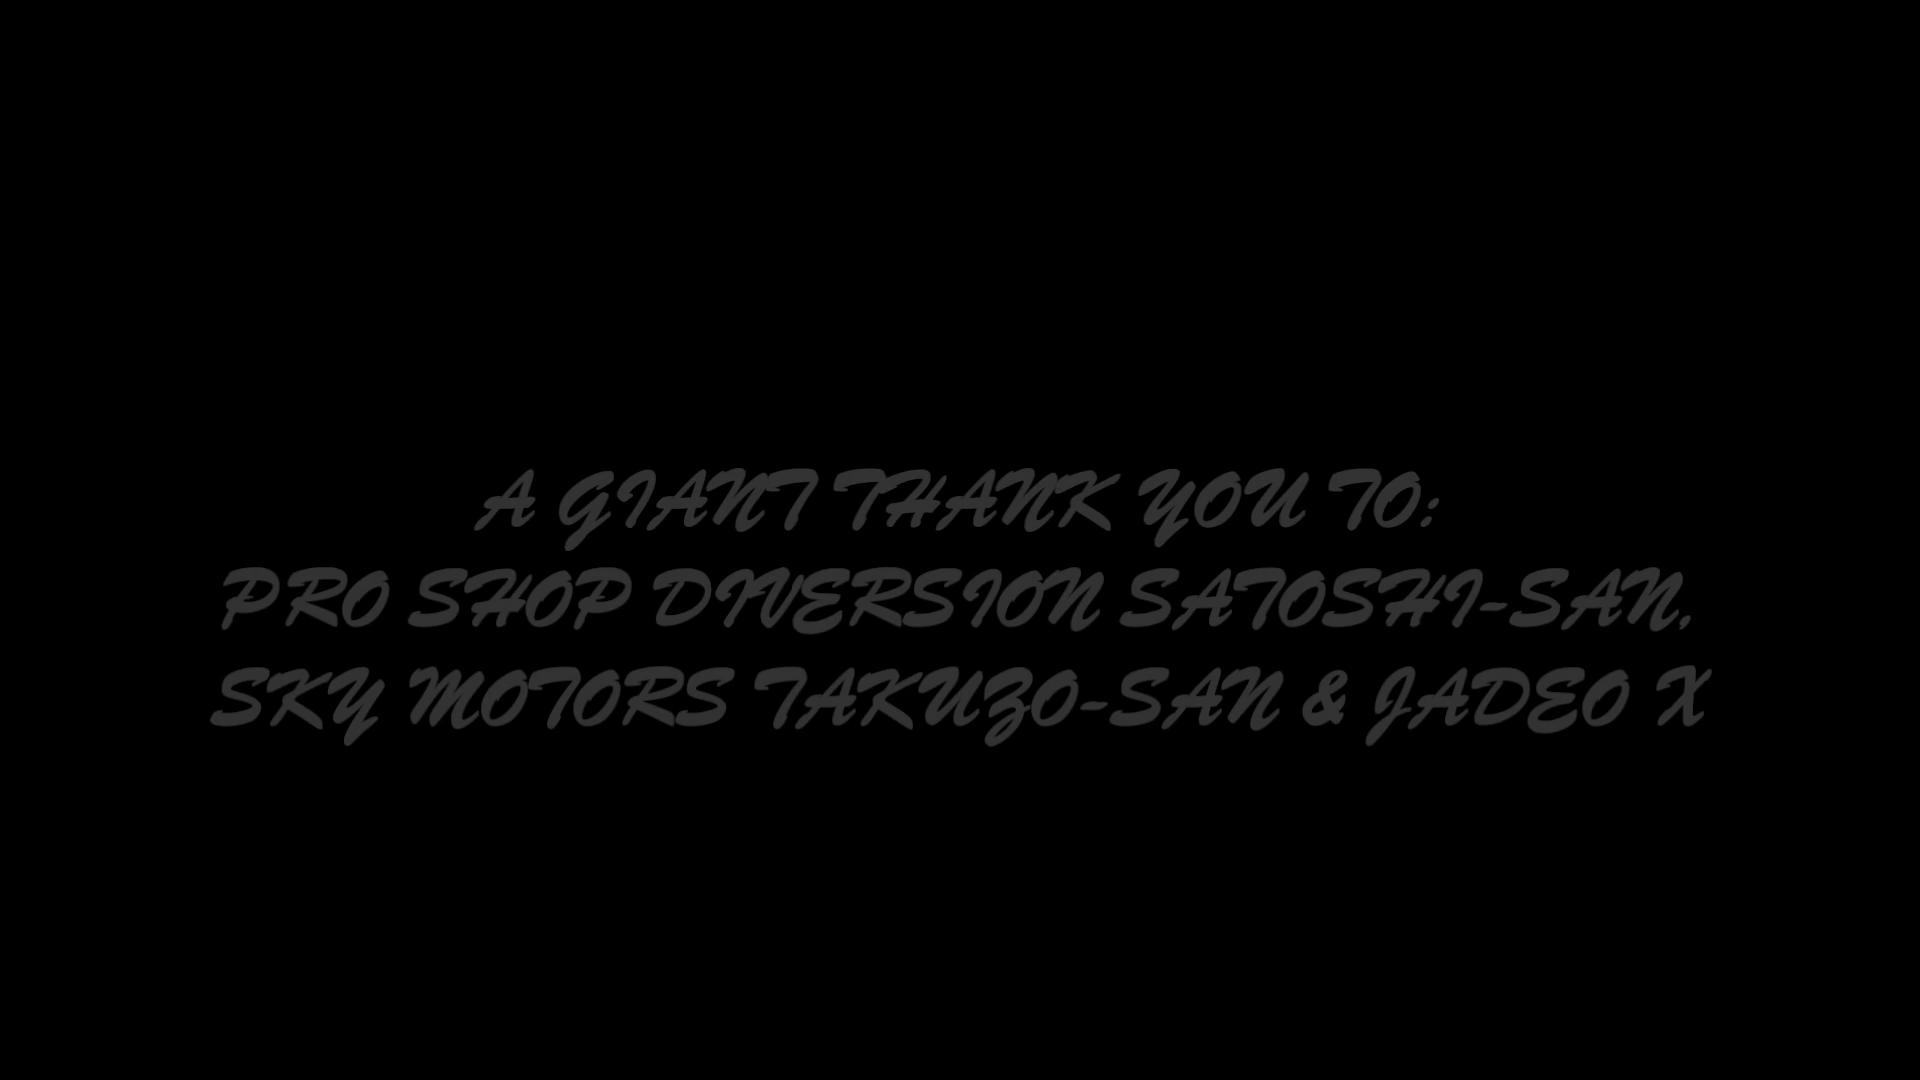 A GIANT THANK YOU TO:
PRO SHOP DIVERSION SATOSHI-SAN,
SKY MOTORS TAKUZO-SAN & JADEO X